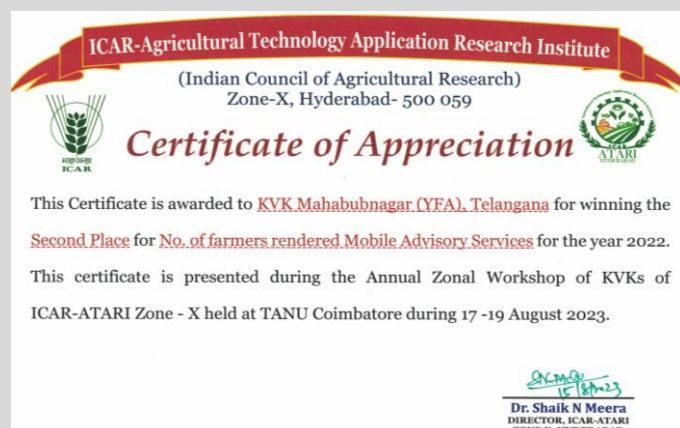 ICAR-Agricultural Technology Application Research Institute
(Indian Council of Agricultural Research)
Zone-X, Hyderabad- 500 059
ICAR
Certificate of Appreciation
ATARI
HYDERABAD
This Certificate is awarded to KVK Mahabubnagar (YFA), Telangana for winning the
Second Place for No. of farmers rendered Mobile Advisory Services for the year 2022.
This certificate is presented during the Annual Zonal Workshop of KVKs of
ICAR-ATARI Zone - X held at TANU Coimbatore during 17 -19 August 2023.
Dr. Shaik N Meera
DIRECTOR, ICAR-ATARI